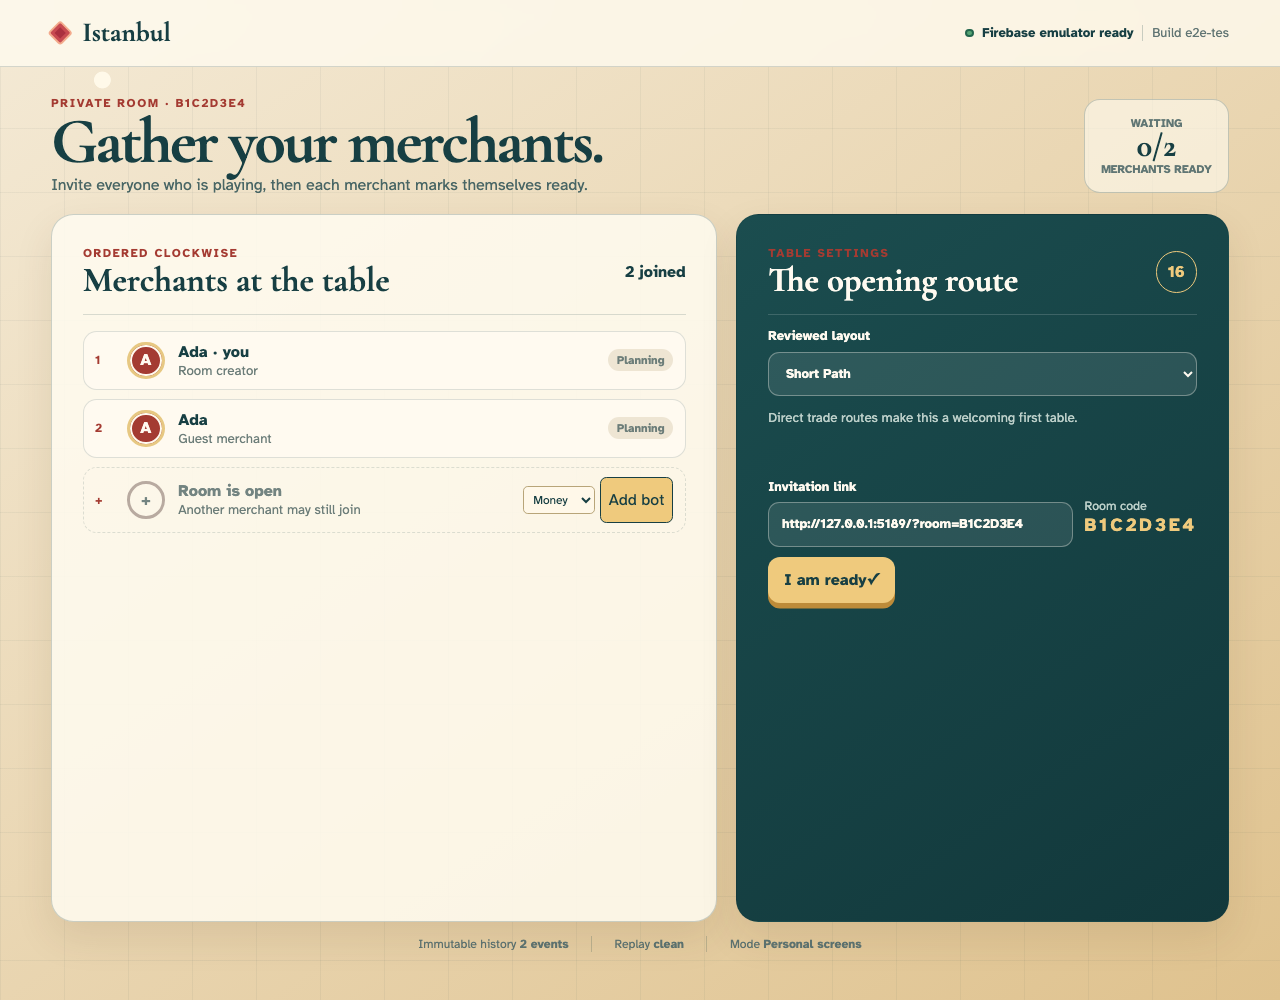 Istanbul
Firebase emulator ready
Build e2e-tes
PRIVATE ROOM · B1C2D3E4
Gather your merchants.
Invite everyone who is playing, then each merchant marks themselves ready.
WAITING
0/2
MERCHANTS READY
ORDERED CLOCKWISE
Merchants at the table
2 joined
1
A
Ada · you
Room creator
Planning
2
A
Ada
Guest merchant
Planning
+
+
Room is open
Another merchant may still join
Money
Add bot
TABLE SETTINGS
The opening route
16
Reviewed layout
Short Path
Direct trade routes make this a welcoming first table.
Invitation link
http://127.0.0.1:5189/?room=B1C2D3E4
Room code
B1C2D3E4
I am ready✓
Immutable history 2 events
Replay clean
Mode Personal screens